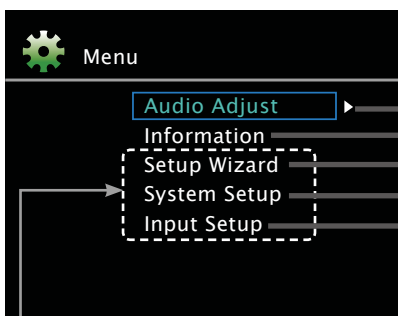 Menu
Audio Adjust
Information
Setup Wizard
System Setup
Input Setup